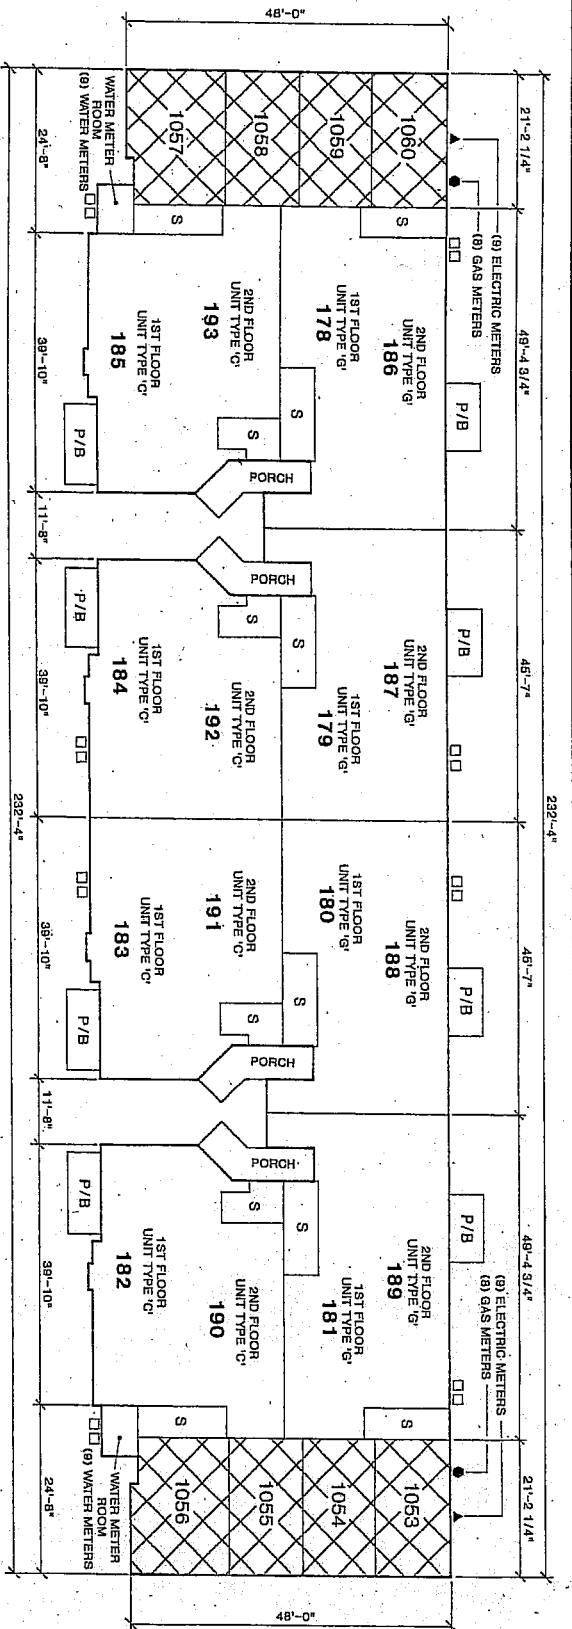 232'-4"
21'-2 1/4"
49'-4 3/4"
45'-7"
45'-7"
49'-4 3/4"
21'-2 1/4"
(9) ELECTRIC METERS
(8) GAS METERS
(9) ELECTRIC METERS
(8) GAS METERS
P/B
P/B
P/B
P/B
48'-0"
1060
1059
1058
1057
S
S
2ND FLOOR
UNIT TYPE 'G'
186
1ST FLOOR
UNIT TYPE 'G'
178
2ND FLOOR
UNIT TYPE 'C'
193
1ST FLOOR
UNIT TYPE 'C'
185
S
S
PORCH
PORCH
S
S
2ND FLOOR
UNIT TYPE 'G'
187
1ST FLOOR
UNIT TYPE 'G'
179
2ND FLOOR
UNIT TYPE 'C'
192
1ST FLOOR
UNIT TYPE 'C'
184
2ND FLOOR
UNIT TYPE 'G'
188
1ST FLOOR
UNIT TYPE 'G'
180
2ND FLOOR
UNIT TYPE 'C'
191
1ST FLOOR
UNIT TYPE 'C'
183
S
S
PORCH
PORCH
S
S
2ND FLOOR
UNIT TYPE 'G'
189
1ST FLOOR
UNIT TYPE 'G'
181
2ND FLOOR
UNIT TYPE 'C'
190
1ST FLOOR
UNIT TYPE 'C'
182
S
S
1053
1054
1055
1056
48'-0"
P/B
P/B
P/B
P/B
WATER METER
ROOM
(9) WATER METERS
WATER METER
ROOM
(9) WATER METERS
24'-8"
39'-10"
11'-8"
39'-10"
39'-10"
11'-8"
39'-10"
24'-8"
232'-4"